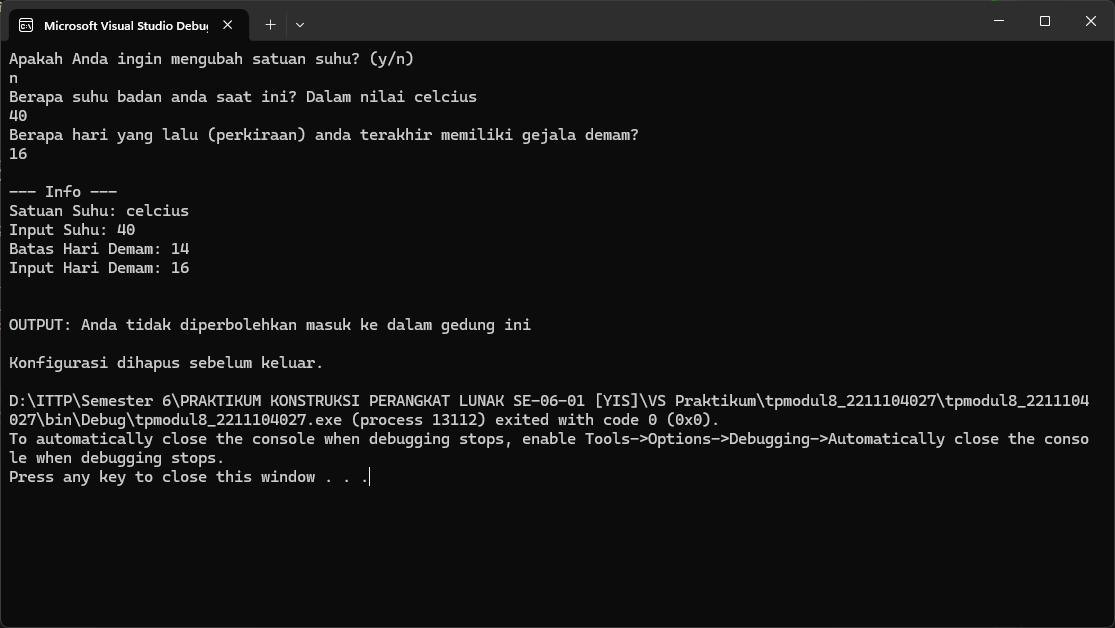 Microsoft Visual Studio Debu
Apakah Anda ingin mengubah satuan suhu? (y/n)
n
Berapa suhu badan anda saat ini? Dalam nilai celcius
40
Berapa hari yang lalu (perkiraan) anda terakhir memiliki gejala demam?
16
--- Info ---
Satuan Suhu: celcius
Input Suhu: 40
Batas Hari Demam: 14
Input Hari Demam: 16
OUTPUT: Anda tidak diperbolehkan masuk ke dalam gedung ini
Konfigurasi dihapus sebelum keluar.
D:\ITTP\Semester 6\PRAKTIKUM KONSTRUKSI PERANGKAT LUNAK SE-06-01 [YIS]\VS Praktikum\tpmodul8_2211104027\tpmodul8_2211104
027\bin\Debug\tpmodul8_2211104027.exe (process 13112) exited with code 0 (0x0).
To automatically close the console when debugging stops, enable Tools->Options->Debugging->Automatically close the conso
le when debugging stops.
Press any key to close this window . . .